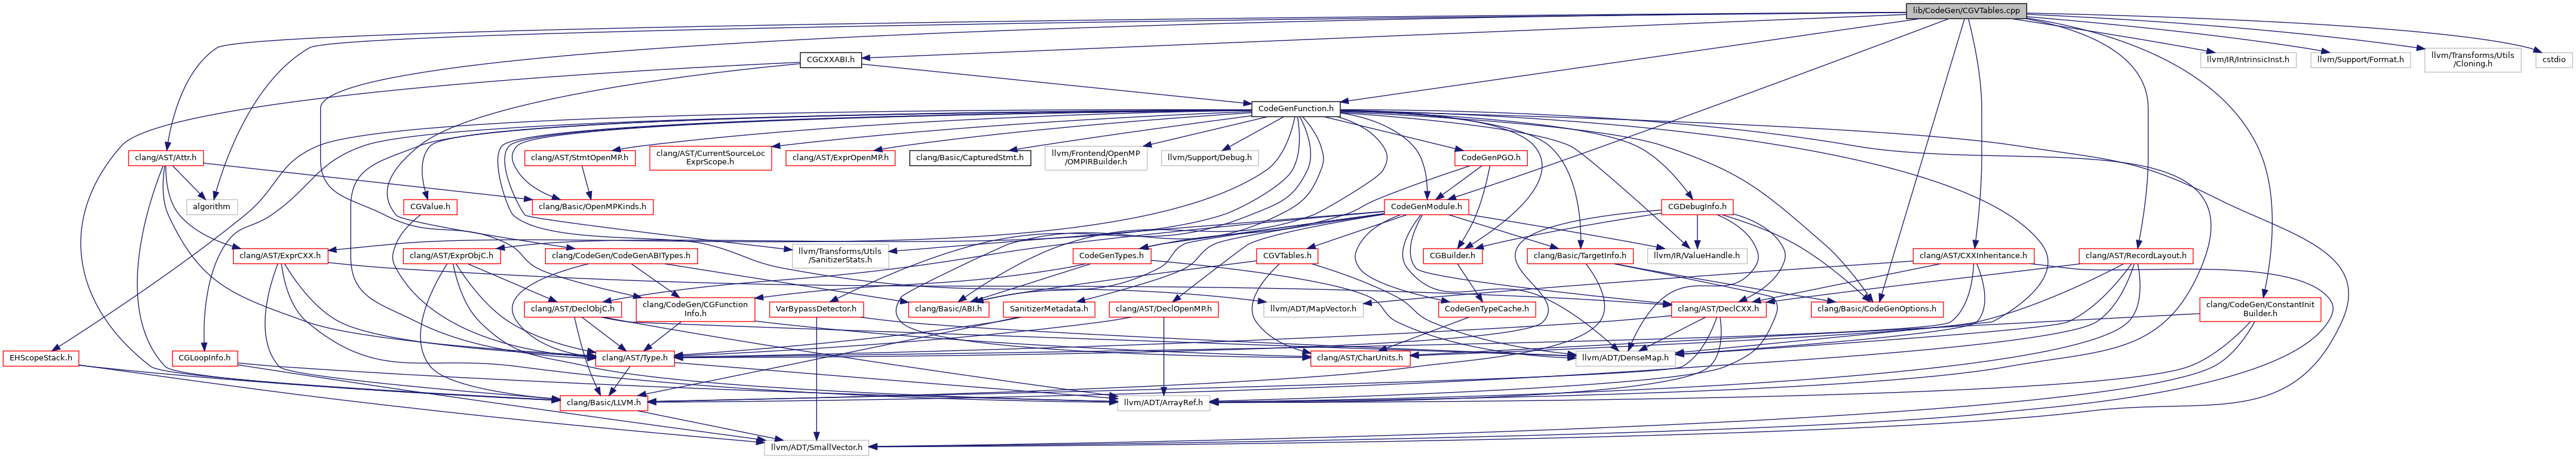 lib/CodeGen/CGVTables.cpp
CGCXXABI.h
llvm/IR/IntrinsicInst.h
llvm/Support/Format.h
llvm/Transforms/Utils
/Cloning.h
cstdio
CodeGenFunction.h
clang/AST/Attr.h
clang/AST/StmtOpenMP.h
clang/AST/CurrentSourceLoc
ExprScope.h
clang/AST/ExprOpenMP.h
clang/Basic/CapturedStmt.h
llvm/Frontend/OpenMP
/OMPIRBuilder.h
llvm/Support/Debug.h
CodeGenPGO.h
algorithm
CGValue.h
clang/Basic/OpenMPKinds.h
CodeGenModule.h
CGDebugInfo.h
clang/AST/ExprCXX.h
clang/AST/ExprObjC.h
clang/CodeGen/CodeGenABITypes.h
llvm/Transforms/Utils
/SanitizerStats.h
CodeGenTypes.h
CGVTables.h
CGBuilder.h
clang/Basic/TargetInfo.h
llvm/IR/ValueHandle.h
clang/AST/CXXInheritance.h
clang/AST/RecordLayout.h
clang/AST/DeclObjC.h
clang/CodeGen/CGFunction
Info.h
VarBypassDetector.h
clang/Basic/ABI.h
SanitizerMetadata.h
clang/AST/DeclOpenMP.h
llvm/ADT/MapVector.h
CodeGenTypeCache.h
clang/AST/DeclCXX.h
clang/Basic/CodeGenOptions.h
clang/CodeGen/ConstantInit
Builder.h
EHScopeStack.h
CGLoopInfo.h
clang/AST/Type.h
clang/AST/CharUnits.h
llvm/ADT/DenseMap.h
clang/Basic/LLVM.h
llvm/ADT/ArrayRef.h
llvm/ADT/SmallVector.h